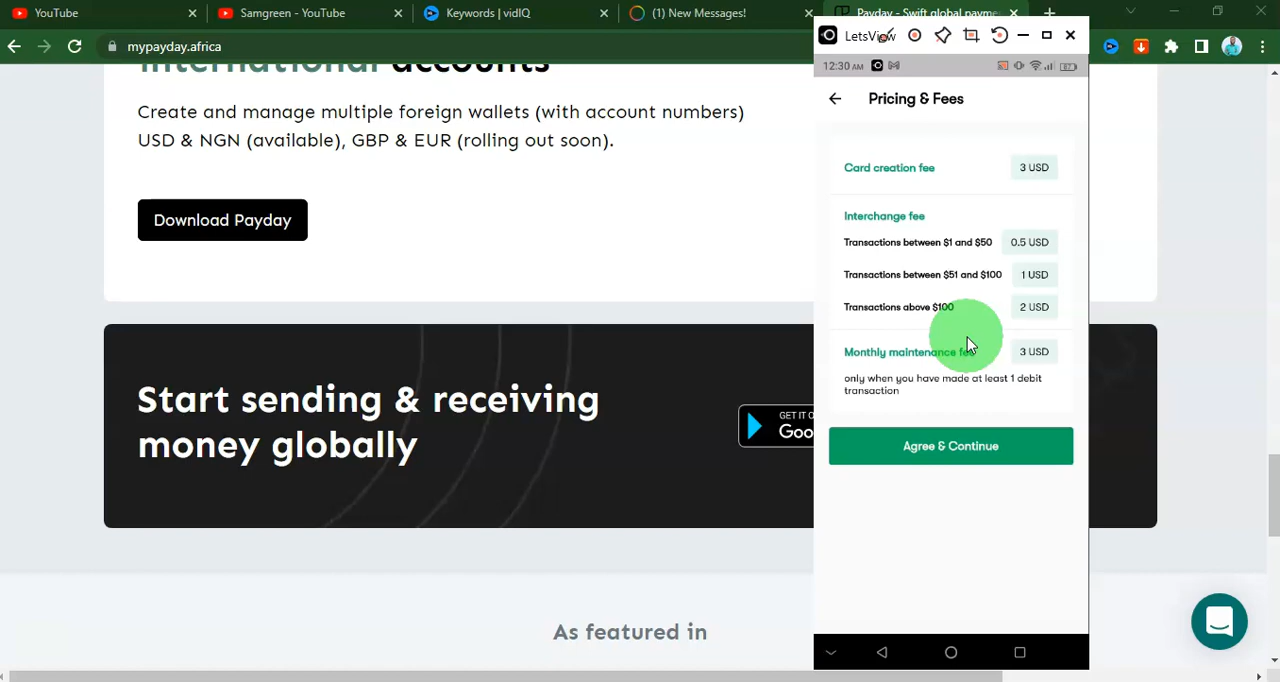 YouTube
Samgreen - YouTube
Keywords | vidIQ
(1) New Messages!
Payday - Swift global payme
mypayday.africa
international accounts
Create and manage multiple foreign wallets (with account numbers)
USD & NGN (available), GBP & EUR (rolling out soon).
Download Payday
Start sending & receiving
money globally
GET IT O
Goo
As featured in
LetsView
12:30 AM
87
Pricing & Fees
Card creation fee 3 USD
Interchange fee
Transactions between $1 and $50 0.5 USD
Transactions between $51 and $100 1 USD
Transactions above $100 2 USD
Monthly maintenance fee 3 USD
only when you have made at least 1 debit
transaction
Agree & Continue